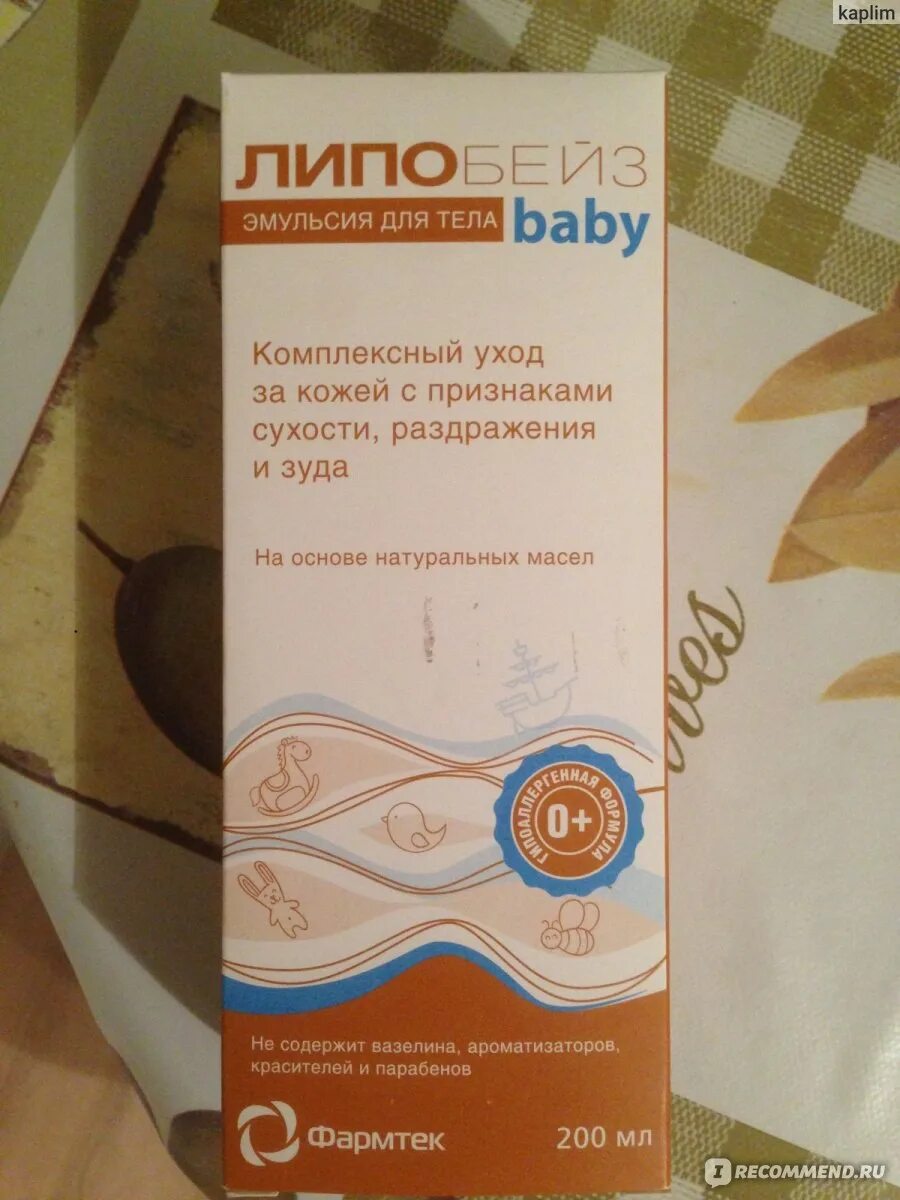 kaplim
ЛИПОБЕЙЗ
ЭМУЛЬСИЯ ДЛЯ ТЕЛА baby
Комплексный уход
за кожей с признаками
сухости, раздражения
и зуда
На основе натуральных масел
ves
ГИПОАЛЛЕРГЕННАЯ ФОРМУЛА
0+
Не содержит вазелина, ароматизаторов,
красителей и парабенов
Фармтек 200 мл
I RECOMMEND.RU